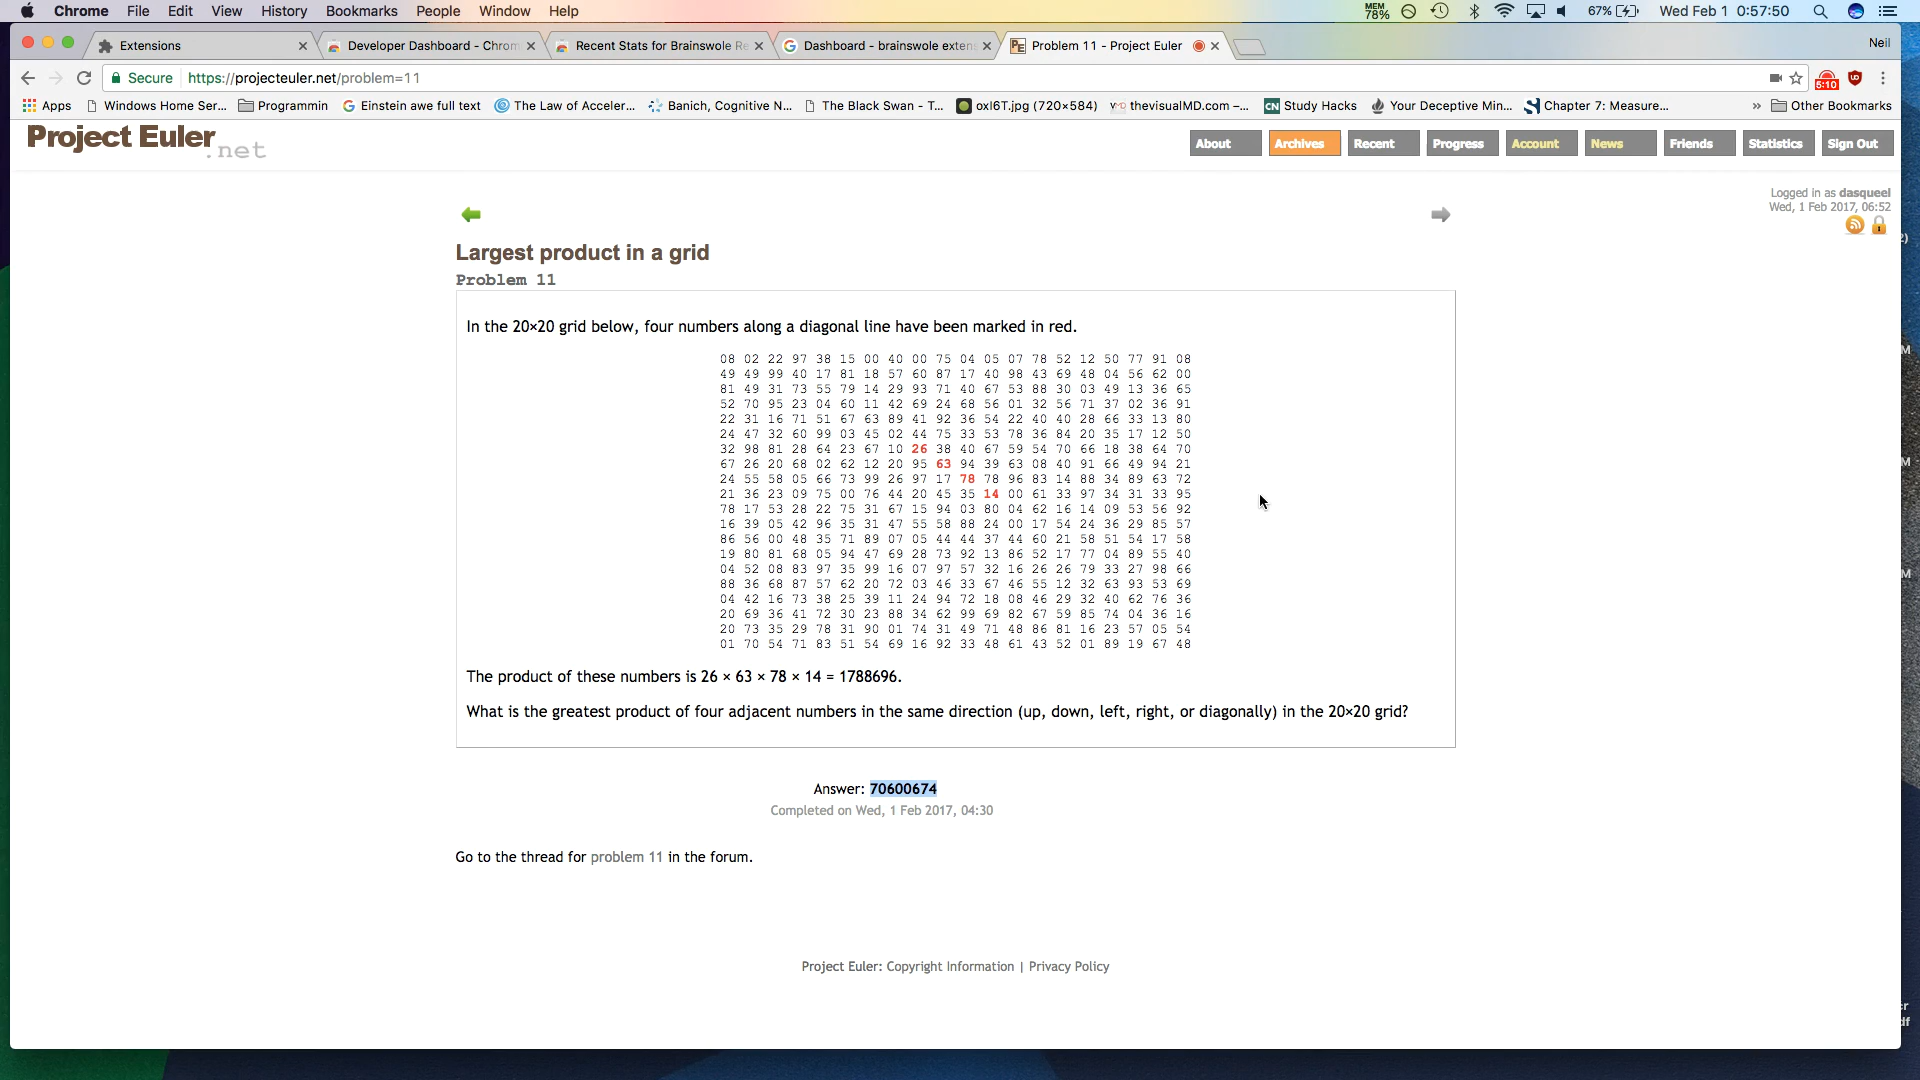 Chrome File Edit View History Bookmarks People Window Help MEM 78% 67% Wed Feb 1 0:57:50
Extensions Developer Dashboard - Chrom Recent Stats for Brainswole Re Dashboard - brainswole extens Problem 11 - Project Euler Neil
Secure https://projecteuler.net/problem=11 5:10
Apps Windows Home Ser... Programmin Einstein awe full text The Law of Acceler... Banich, Cognitive N... The Black Swan - T... oxI6T.jpg (720×584) thevisualMD.com –... CN Study Hacks Your Deceptive Min... Chapter 7: Measure... » Other Bookmarks
Project Euler.net
About Archives Recent Progress Account News Friends Statistics Sign Out
Logged in as dasqueel
Wed, 1 Feb 2017, 06:52
Largest product in a grid
Problem 11
In the 20×20 grid below, four numbers along a diagonal line have been marked in red.
08 02 22 97 38 15 00 40 00 75 04 05 07 78 52 12 50 77 91 08
49 49 99 40 17 81 18 57 60 87 17 40 98 43 69 48 04 56 62 00
81 49 31 73 55 79 14 29 93 71 40 67 53 88 30 03 49 13 36 65
52 70 95 23 04 60 11 42 69 24 68 56 01 32 56 71 37 02 36 91
22 31 16 71 51 67 63 89 41 92 36 54 22 40 40 28 66 33 13 80
24 47 32 60 99 03 45 02 44 75 33 53 78 36 84 20 35 17 12 50
32 98 81 28 64 23 67 10 26 38 40 67 59 54 70 66 18 38 64 70
67 26 20 68 02 62 12 20 95 63 94 39 63 08 40 91 66 49 94 21
24 55 58 05 66 73 99 26 97 17 78 78 96 83 14 88 34 89 63 72
21 36 23 09 75 00 76 44 20 45 35 14 00 61 33 97 34 31 33 95
78 17 53 28 22 75 31 67 15 94 03 80 04 62 16 14 09 53 56 92
16 39 05 42 96 35 31 47 55 58 88 24 00 17 54 24 36 29 85 57
86 56 00 48 35 71 89 07 05 44 44 37 44 60 21 58 51 54 17 58
19 80 81 68 05 94 47 69 28 73 92 13 86 52 17 77 04 89 55 40
04 52 08 83 97 35 99 16 07 97 57 32 16 26 26 79 33 27 98 66
88 36 68 87 57 62 20 72 03 46 33 67 46 55 12 32 63 93 53 69
04 42 16 73 38 25 39 11 24 94 72 18 08 46 29 32 40 62 76 36
20 69 36 41 72 30 23 88 34 62 99 69 82 67 59 85 74 04 36 16
20 73 35 29 78 31 90 01 74 31 49 71 48 86 81 16 23 57 05 54
01 70 54 71 83 51 54 69 16 92 33 48 61 43 52 01 89 19 67 48
The product of these numbers is 26 × 63 × 78 × 14 = 1788696.
What is the greatest product of four adjacent numbers in the same direction (up, down, left, right, or diagonally) in the 20×20 grid?
Answer: 70600674
Completed on Wed, 1 Feb 2017, 04:30
Go to the thread for problem 11 in the forum.
Project Euler: Copyright Information | Privacy Policy